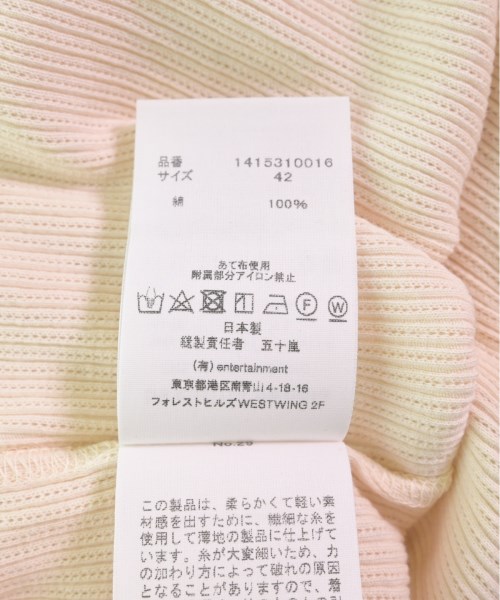 品番 1415310016
サイズ 42
綿 100%
あて布使用
附属部分アイロン禁止
F W
日本製
縫製責任者 五十嵐
(有) entertainment
東京都港区南青山4-18-16
フォレストヒルズWESTWING 2F
No.29
この製品は、柔らかくて軽い素
材感を出すために、繊細な糸を
使用して薄地の製品に仕上げて
います。糸が大変細いため、力
の加わり方によって破れの原因
となることがありますので、着